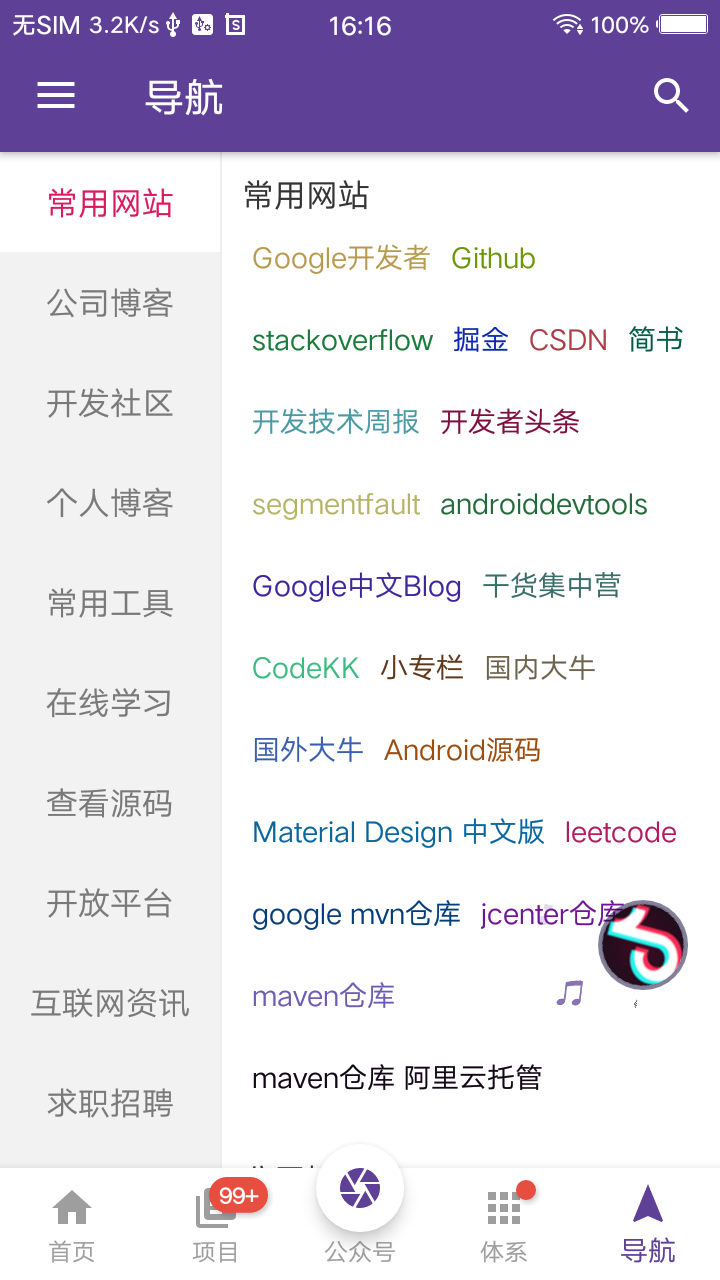 无SIM 3.2K/s 16:16 100%
导航
常用网站
公司博客
开发社区
个人博客
常用工具
在线学习
查看源码
开放平台
互联网资讯
求职招聘
常用网站
Google开发者 Github
stackoverflow 掘金 CSDN 简书
开发技术周报 开发者头条
segmentfault androiddevtools
Google中文Blog 干货集中营
CodeKK 小专栏 国内大牛
国外大牛 Android源码
Material Design 中文版 leetcode
google mvn仓库 jcenter仓库
maven仓库
maven仓库 阿里云托管
99+
首页 项目 公众号 体系 导航